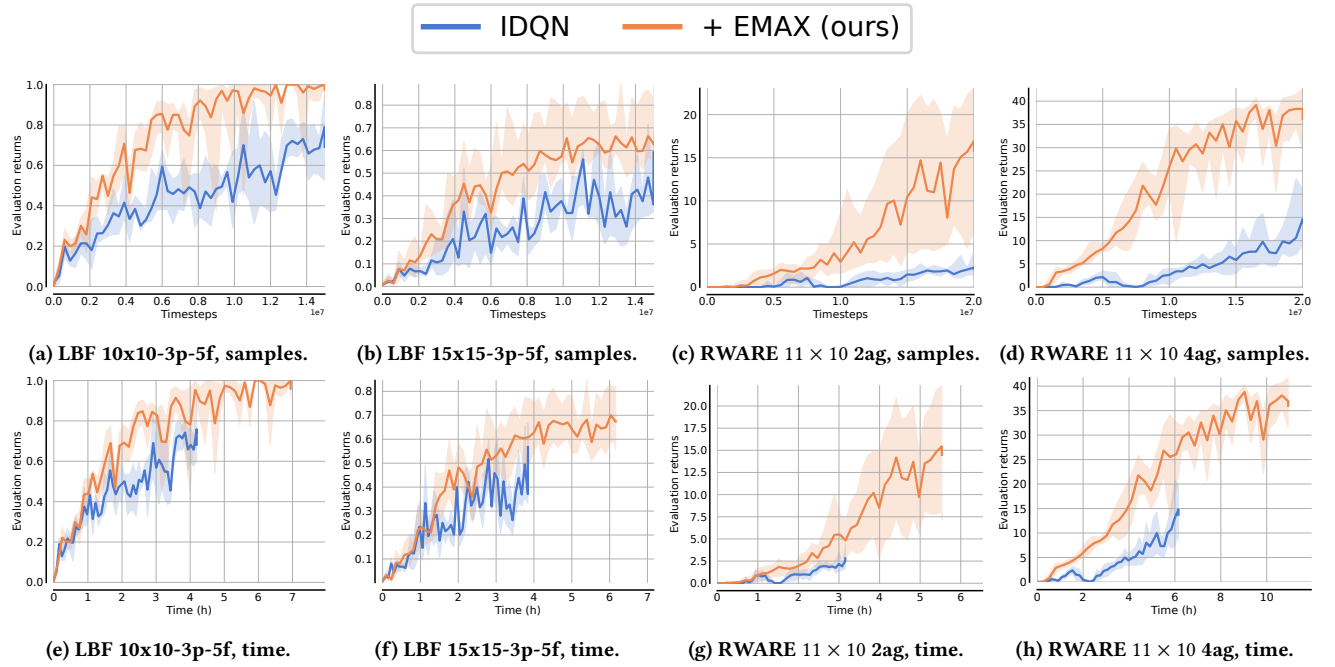 IDQN + EMAX (ours)
1.0 0.8 0.6 0.4 0.2 0.0
Evaluation returns
0.0 0.2 0.4 0.6 0.8 1.0 1.2 1.4
Timesteps 1e7
(a) LBF 10x10-3p-5f, samples.
0.8 0.7 0.6 0.5 0.4 0.3 0.2 0.1 0.0
Evaluation returns
0.0 0.2 0.4 0.6 0.8 1.0 1.2 1.4
Timesteps 1e7
(b) LBF 15x15-3p-5f, samples.
20 15 10 5 0
Evaluation returns
0.0 0.5 1.0 1.5 2.0
Timesteps 1e7
(c) RWARE 11 × 10 2ag, samples.
40 35 30 25 20 15 10 5 0
Evaluation returns
0.0 0.5 1.0 1.5 2.0
Timesteps 1e7
(d) RWARE 11 × 10 4ag, samples.
1.0 0.8 0.6 0.4 0.2 0.0
Evaluation returns
0 1 2 3 4 5 6 7
Time (h)
(e) LBF 10x10-3p-5f, time.
0.8 0.7 0.6 0.5 0.4 0.3 0.2 0.1
Evaluation returns
0 1 2 3 4 5 6 7
Time (h)
(f) LBF 15x15-3p-5f, time.
20.0 17.5 15.0 12.5 10.0 7.5 5.0 2.5 0.0
Evaluation returns
0 1 2 3 4 5 6
Time (h)
(g) RWARE 11 × 10 2ag, time.
40 35 30 25 20 15 10 5 0
Evaluation returns
0 2 4 6 8 10
Time (h)
(h) RWARE 11 × 10 4ag, time.